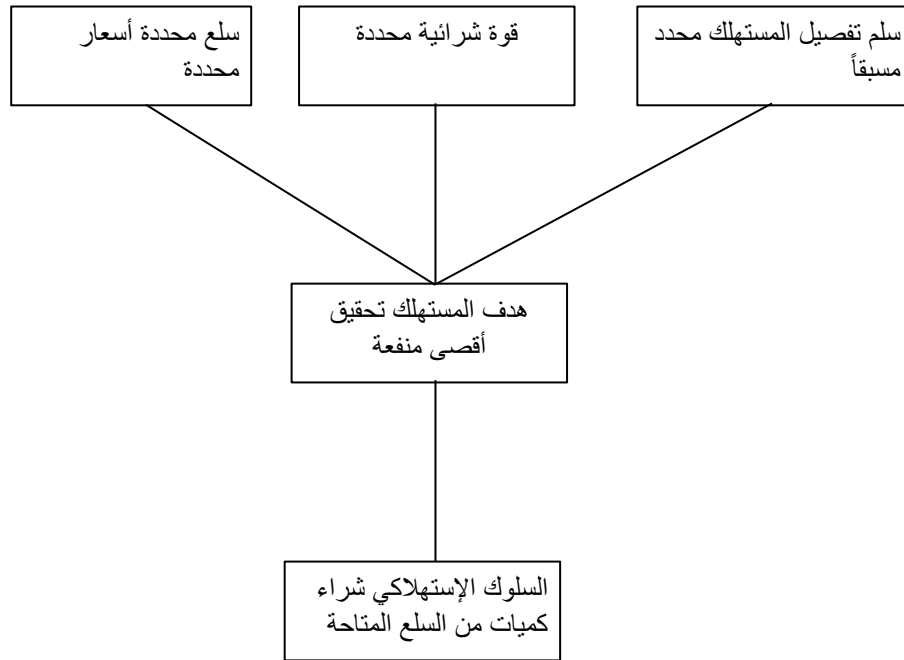 سلم تفصيل المستهلك محدد
مسبقاً
قوة شرائية محددة
سلع محددة أسعار
محددة
هدف المستهلك تحقيق
أقصى منفعة
السلوك الإستهلاكي شراء
كميات من السلع المتاحة